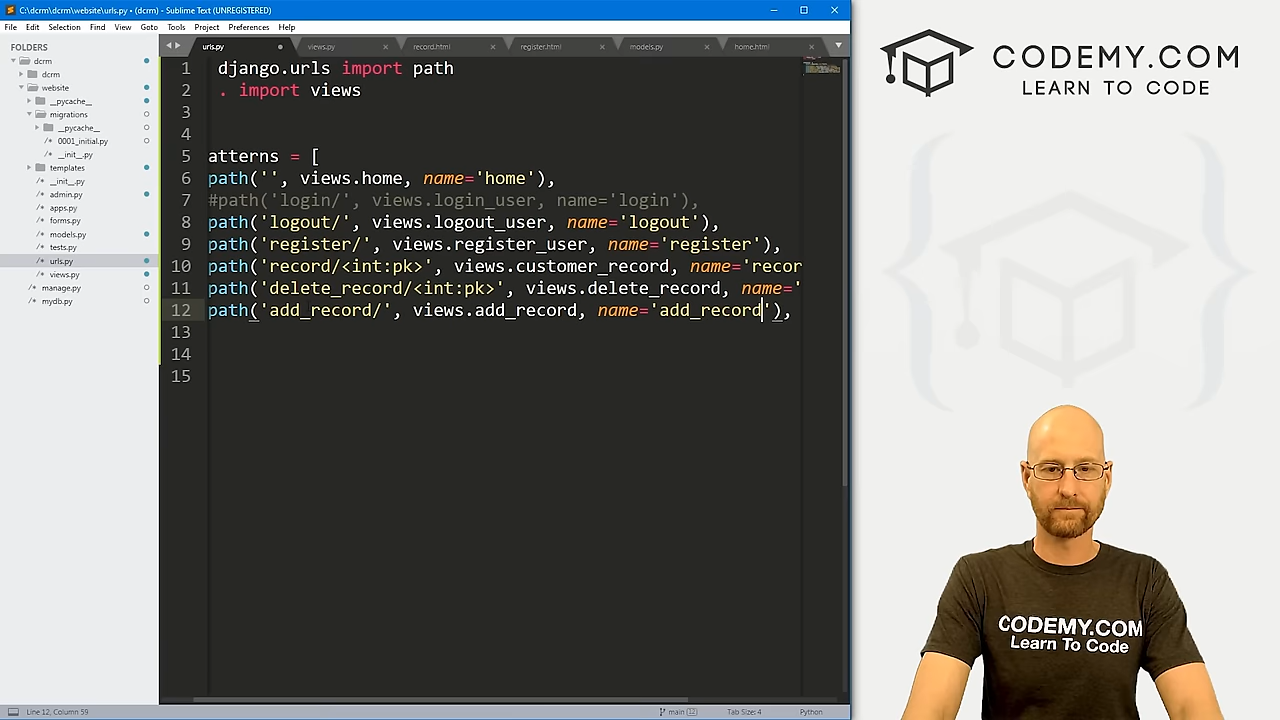 C:\dcrm\dcrm\website\urls.py • (dcrm) - Sublime Text (UNREGISTERED)
File Edit Selection Find View Goto Tools Project Preferences Help
FOLDERS
dcrm
dcrm
website
__pycache__
migrations
__pycache__
0001_initial.py
__init__.py
templates
__init__.py
admin.py
apps.py
forms.py
models.py
tests.py
urls.py
views.py
manage.py
mydb.py
urls.py views.py record.html register.html models.py home.html
1 django.urls import path
2 . import views
3
4
5 atterns = [
6 path('', views.home, name='home'),
7 #path('login/', views.login_user, name='login'),
8 path('logout/', views.logout_user, name='logout'),
9 path('register/', views.register_user, name='register'),
10 path('record/<int:pk>', views.customer_record, name='recor
11 path('delete_record/<int:pk>', views.delete_record, name='
12 path('add_record/', views.add_record, name='add_record'),
13
14
15
Line 12, Column 59
main (12)
Tab Size: 4
Python
CODEMY.COM
LEARN TO CODE
CODEMY.COM
Learn To Code